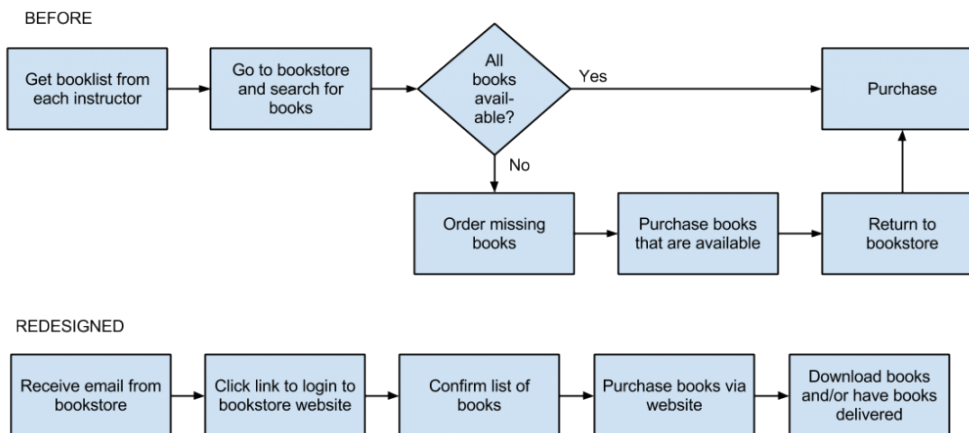 BEFORE
Get booklist from
each instructor
Go to bookstore
and search for
books
All
books
avail-
able?
Yes
Purchase
No
Order missing
books
Purchase books
that are available
Return to
bookstore
REDESIGNED
Receive email from
bookstore
Click link to login to
bookstore website
Confirm list of
books
Purchase books via
website
Download books
and/or have books
delivered